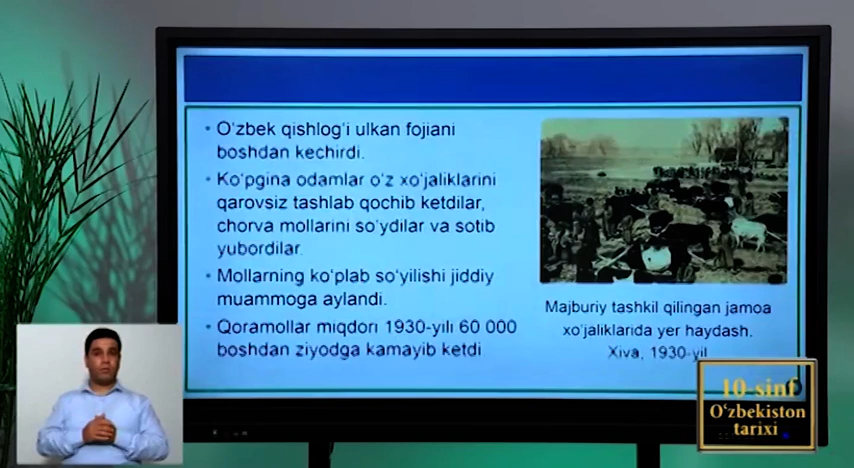 • O'zbek qishlog'i ulkan fojiani
boshdan kechirdi.
• Ko'pgina odamlar o'z xo'jaliklarini
qarovsiz tashlab qochib ketdilar,
chorva mollarini so'ydilar va sotib
yubordilar.
• Mollarning ko'plab so'yilishi jiddiy
muammoga aylandi.
• Qoramollar miqdori 1930-yili 60 000
boshdan ziyodga kamayib ketdi
Majburiy tashkil qilingan jamoa
xo'jaliklarida yer haydash.
Xiva, 1930-yil
10-sinf
O'zbekiston
tarixi